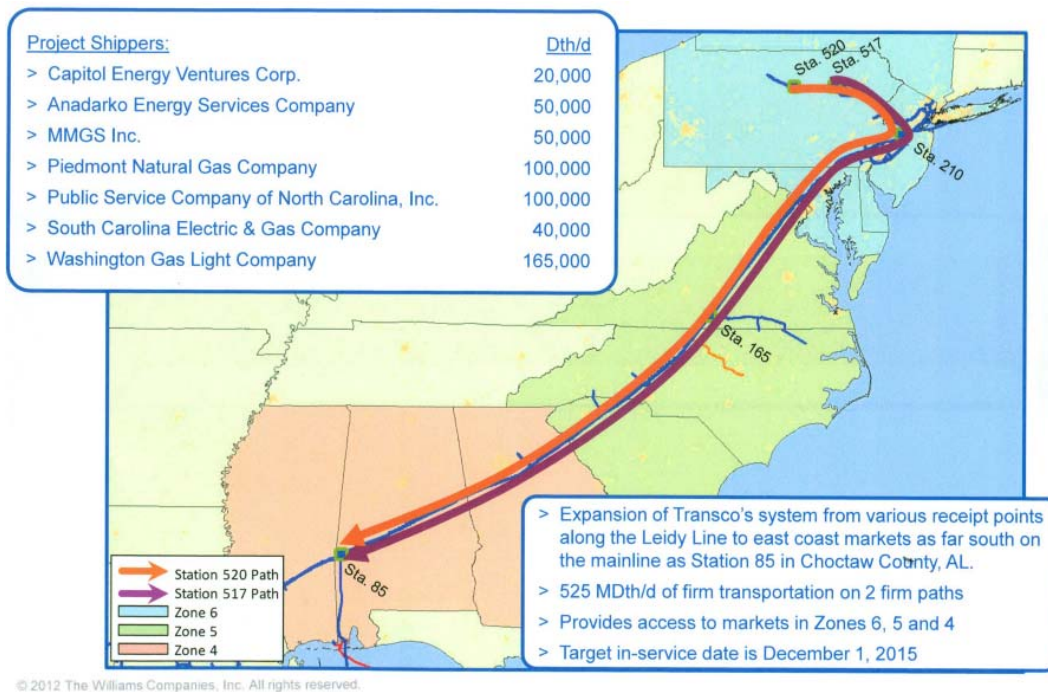 Project Shippers: Dth/d
> Capitol Energy Ventures Corp. 20,000
> Anadarko Energy Services Company 50,000
> MMGS Inc. 50,000
> Piedmont Natural Gas Company 100,000
> Public Service Company of North Carolina, Inc. 100,000
> South Carolina Electric & Gas Company 40,000
> Washington Gas Light Company 165,000
Sta. 520
Sta. 517
Sta. 210
Sta. 165
Sta. 85
Station 520 Path
Station 517 Path
Zone 6
Zone 5
Zone 4
> Expansion of Transco's system from various receipt points
along the Leidy Line to east coast markets as far south on
the mainline as Station 85 in Choctaw County, AL.
> 525 MDth/d of firm transportation on 2 firm paths
> Provides access to markets in Zones 6, 5 and 4
> Target in-service date is December 1, 2015
© 2012 The Williams Companies, Inc. All rights reserved.